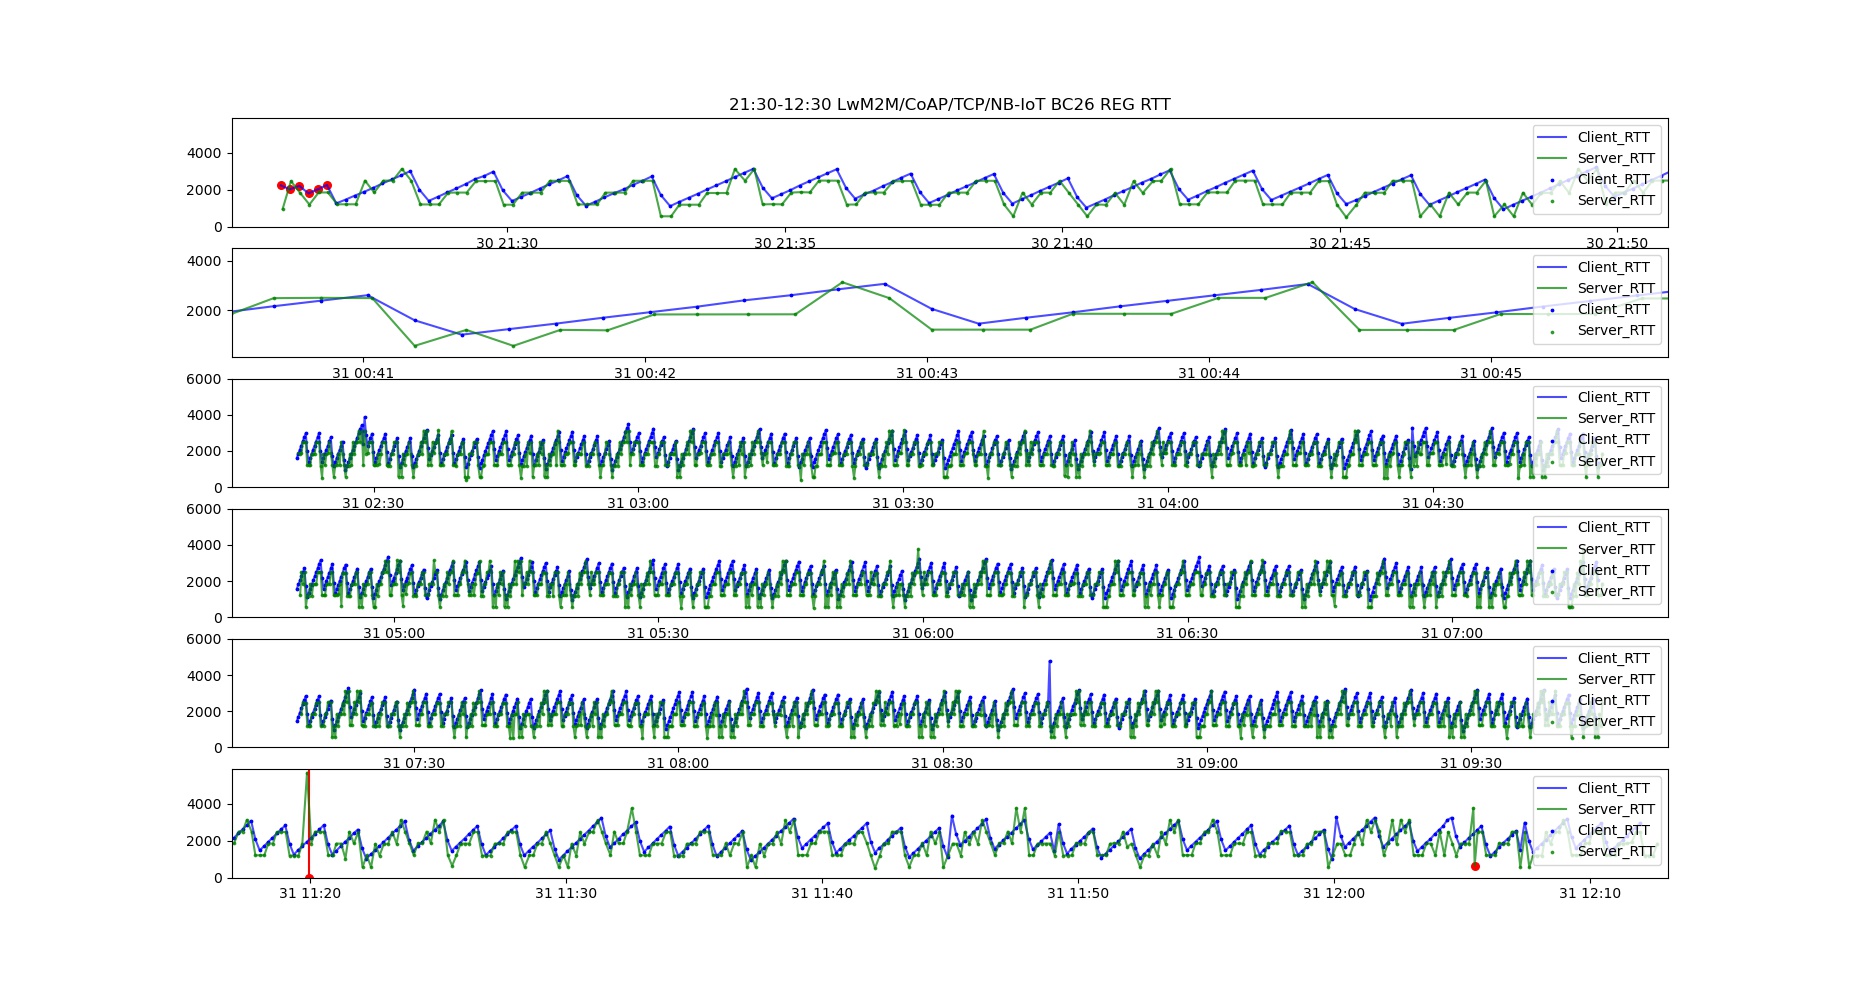 21:30-12:30 LwM2M/CoAP/TCP/NB-IoT BC26 REG RTT
4000
2000
0
Client_RTT
Server_RTT
Client_RTT
Server_RTT
30 21:30 30 21:35 30 21:40 30 21:45 30 21:50
4000
2000
Client_RTT
Server_RTT
Client_RTT
Server_RTT
31 00:41 31 00:42 31 00:43 31 00:44 31 00:45
6000
4000
2000
0
Client_RTT
Server_RTT
Client_RTT
Server_RTT
31 02:30 31 03:00 31 03:30 31 04:00 31 04:30
6000
4000
2000
0
Client_RTT
Server_RTT
Client_RTT
Server_RTT
31 05:00 31 05:30 31 06:00 31 06:30 31 07:00
6000
4000
2000
0
Client_RTT
Server_RTT
Client_RTT
Server_RTT
31 07:30 31 08:00 31 08:30 31 09:00 31 09:30
4000
2000
0
Client_RTT
Server_RTT
Client_RTT
Server_RTT
31 11:20 31 11:30 31 11:40 31 11:50 31 12:00 31 12:10